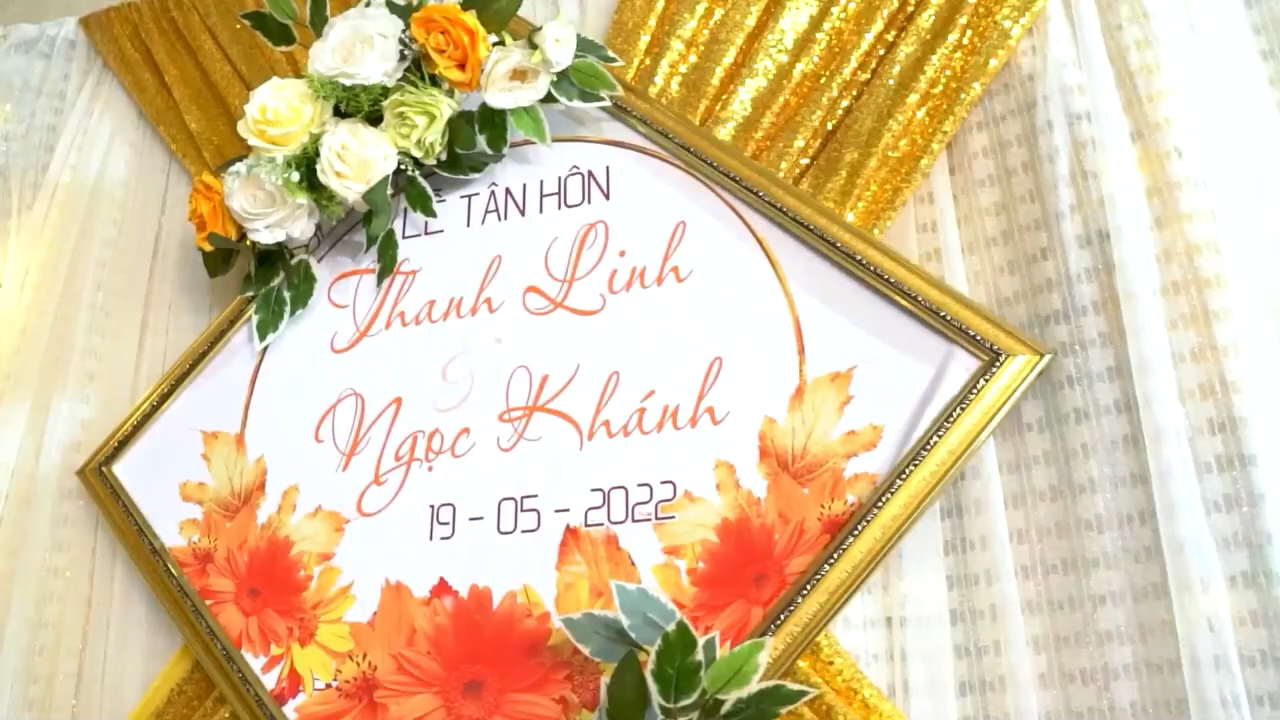 LỄ TÂN HÔN
Thanh Linh
&
Ngọc Khánh
19 - 05 - 2022